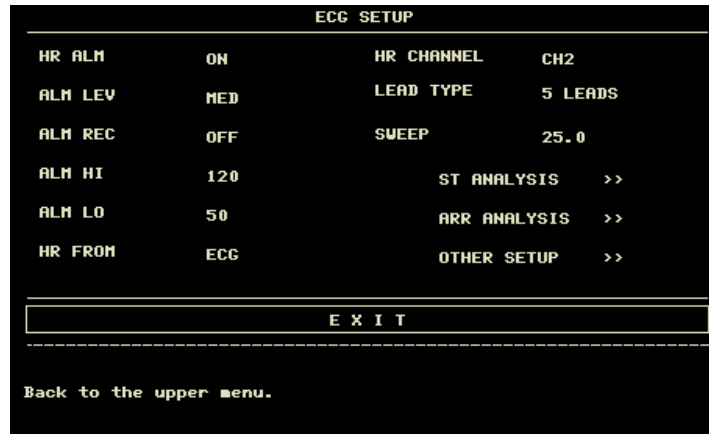 ECG SETUP
HR ALM ON HR CHANNEL CH2
ALM LEV MED LEAD TYPE 5 LEADS
ALM REC OFF SWEEP 25.0
ALM HI 120 ST ANALYSIS >>
ALM LO 50 ARR ANALYSIS >>
HR FROM ECG OTHER SETUP >>
E X I T
Back to the upper menu.